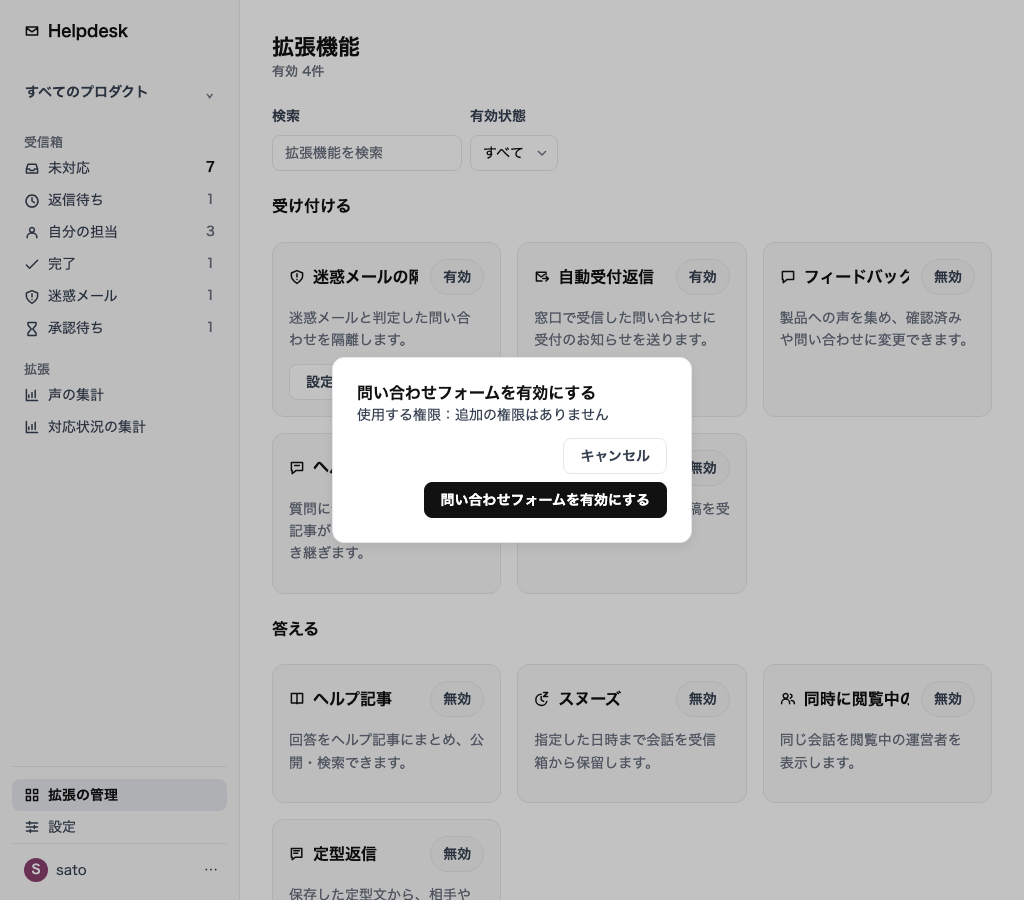 Helpdesk
すべてのプロダクト
受信箱
未対応 7
返信待ち 1
自分の担当 3
完了 1
迷惑メール 1
承認待ち 1
拡張
声の集計
対応状況の集計
拡張の管理
設定
S sato ...
拡張機能
有効 4件
検索 有効状態
拡張機能を検索 すべて
受け付ける
迷惑メールの 有効
迷惑メールと判定した問い合
わせを隔離します。
設定
自動受付返信 有効
窓口で受信した問い合わせに
受付のお知らせを送ります。
フィードバック 無効
製品への声を集め、確認済み
や問い合わせに変更できます。
問い合わせフォームを有効にする
使用する権限：追加の権限はありません
キャンセル
問い合わせフォームを有効にする
ヘ
質問に
記事が
き継ぎます。
無効
稿を受
答える
ヘルプ記事 無効
回答をヘルプ記事にまとめ、公
開・検索できます。
スヌーズ 無効
指定した日時まで会話を受信
箱から保留します。
同時に閲覧中の 無効
同じ会話を閲覧中の運営者を
表示します。
定型返信 無効
保存した定型文から、相手や